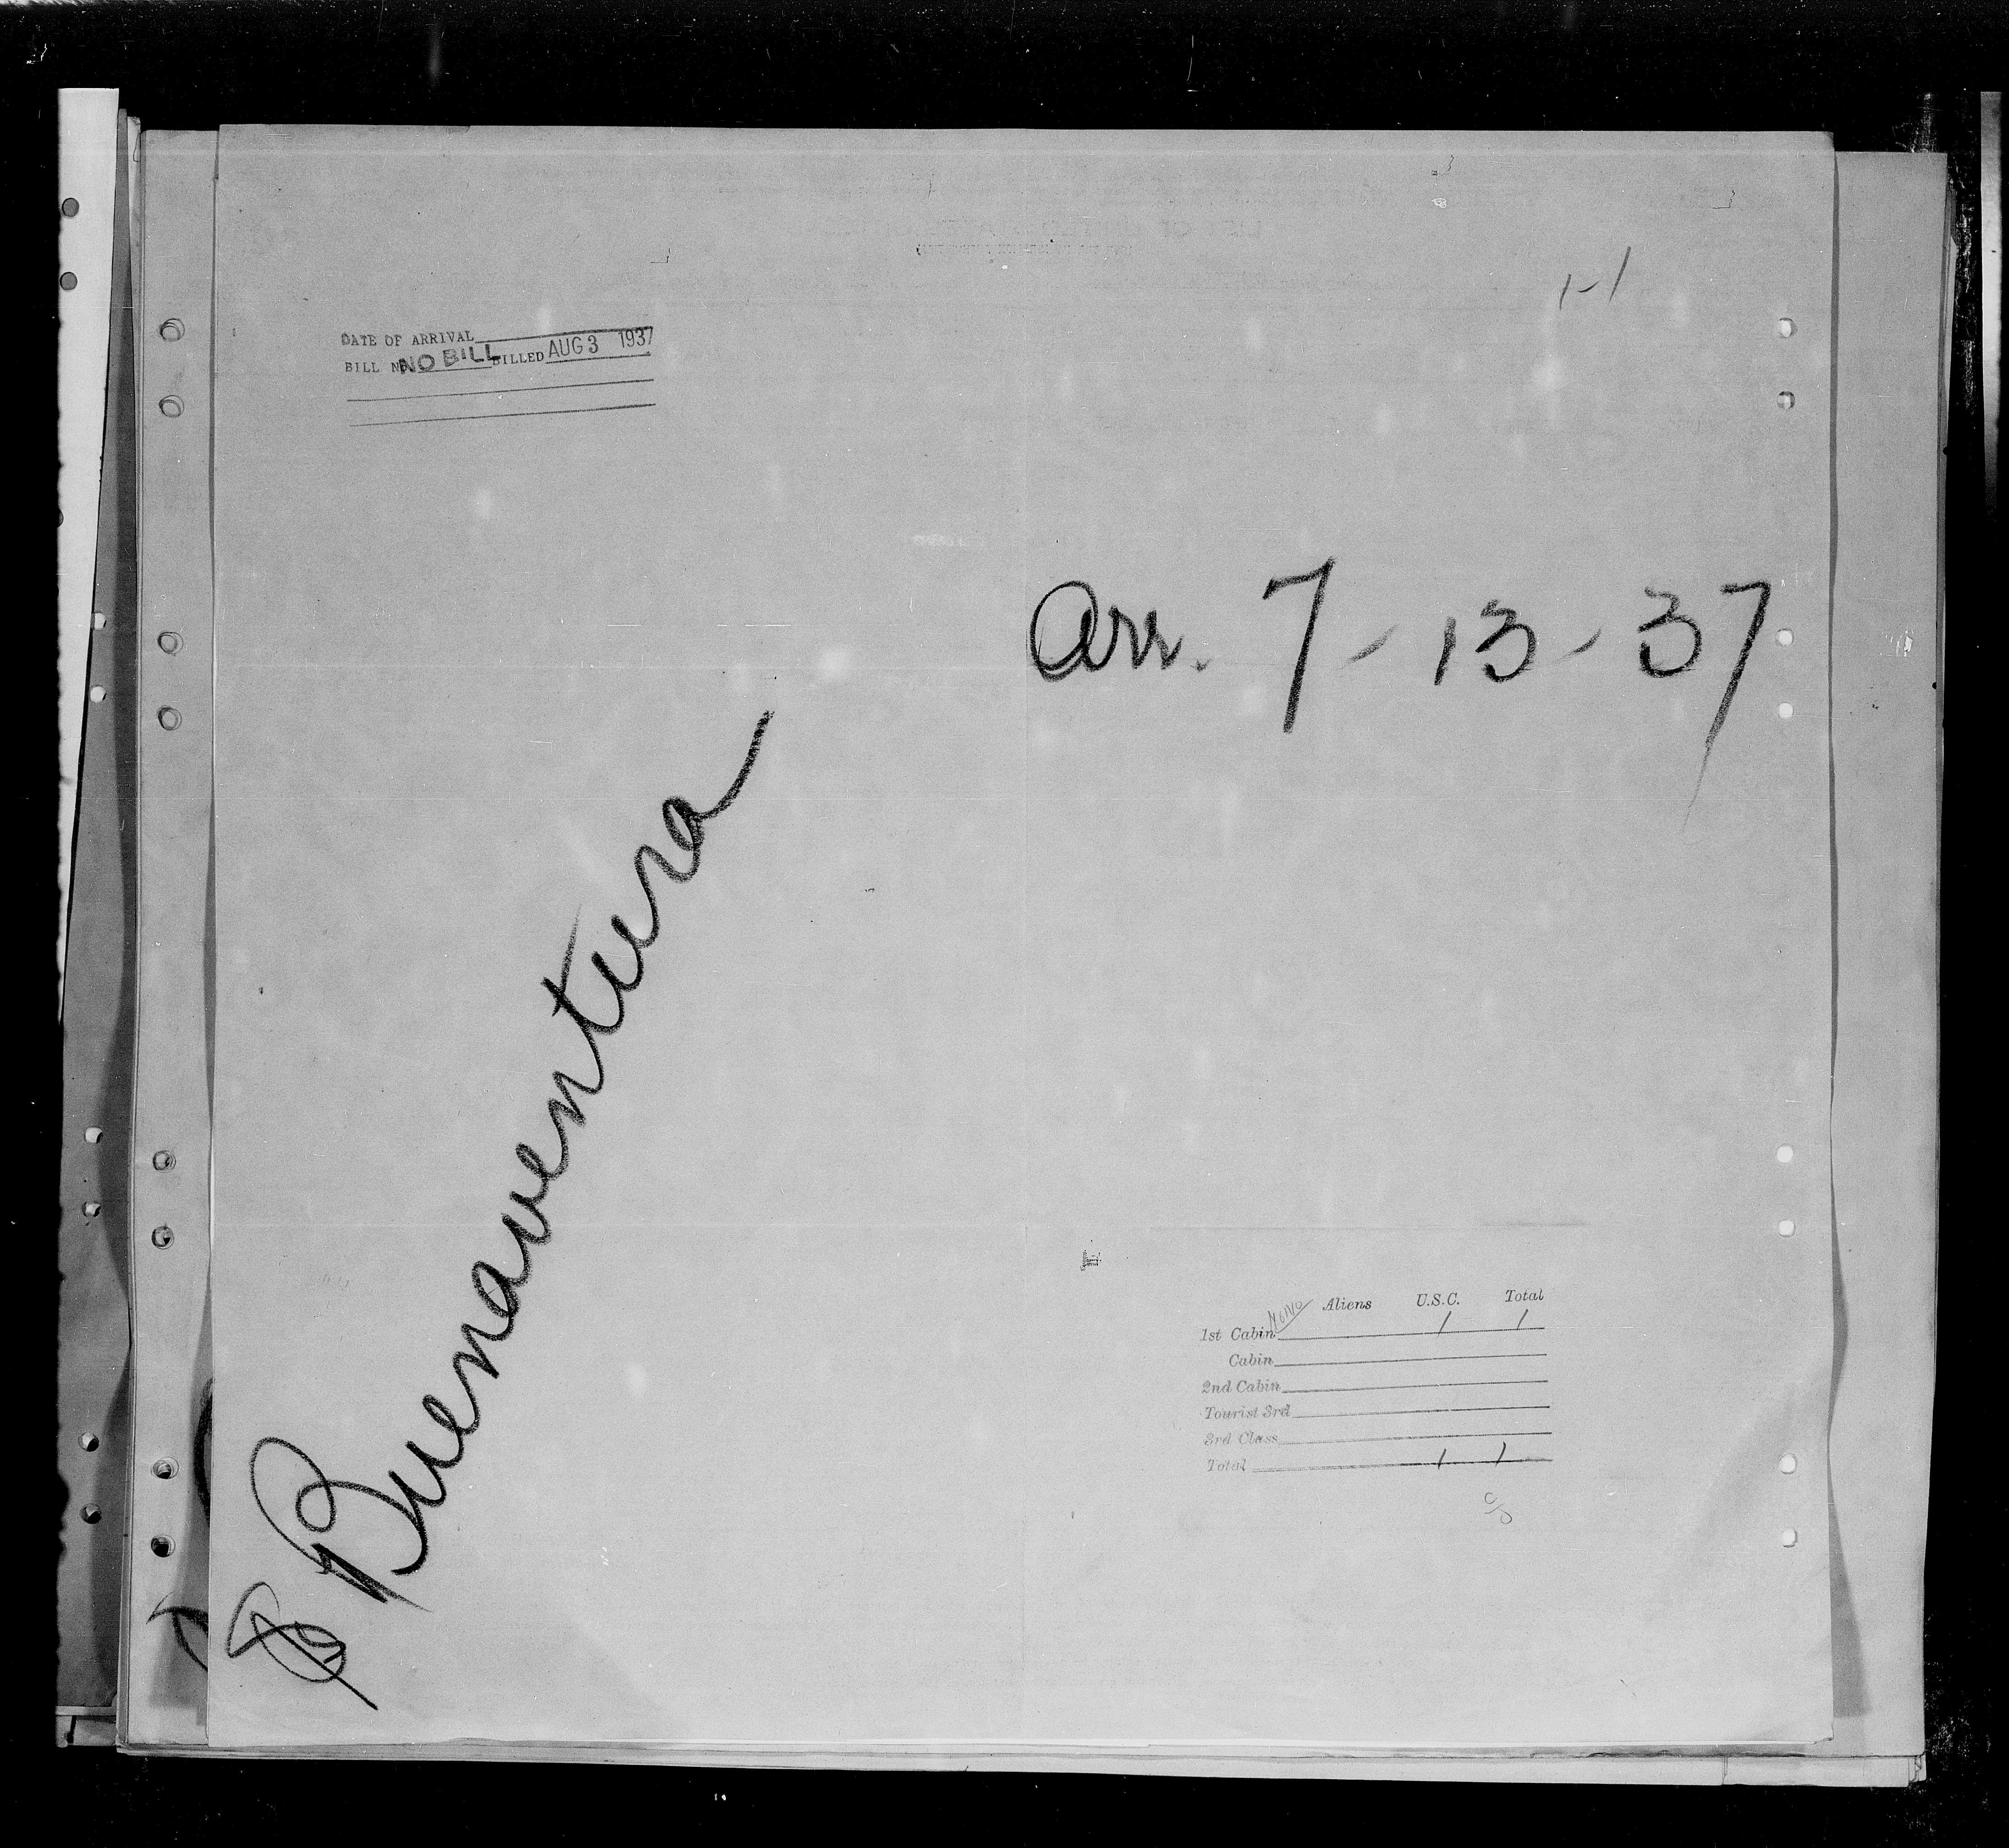 1-1
DATE OF ARRIVAL
BILL NO. NO BILL BILLED AUG 3 1937
Arr. 7-13-37
Buenaventura
Aliens U.S.C. Total
1st Cabin 1 1
Cabin
2nd Cabin
Tourist 3rd
3rd Class
Total 1 1